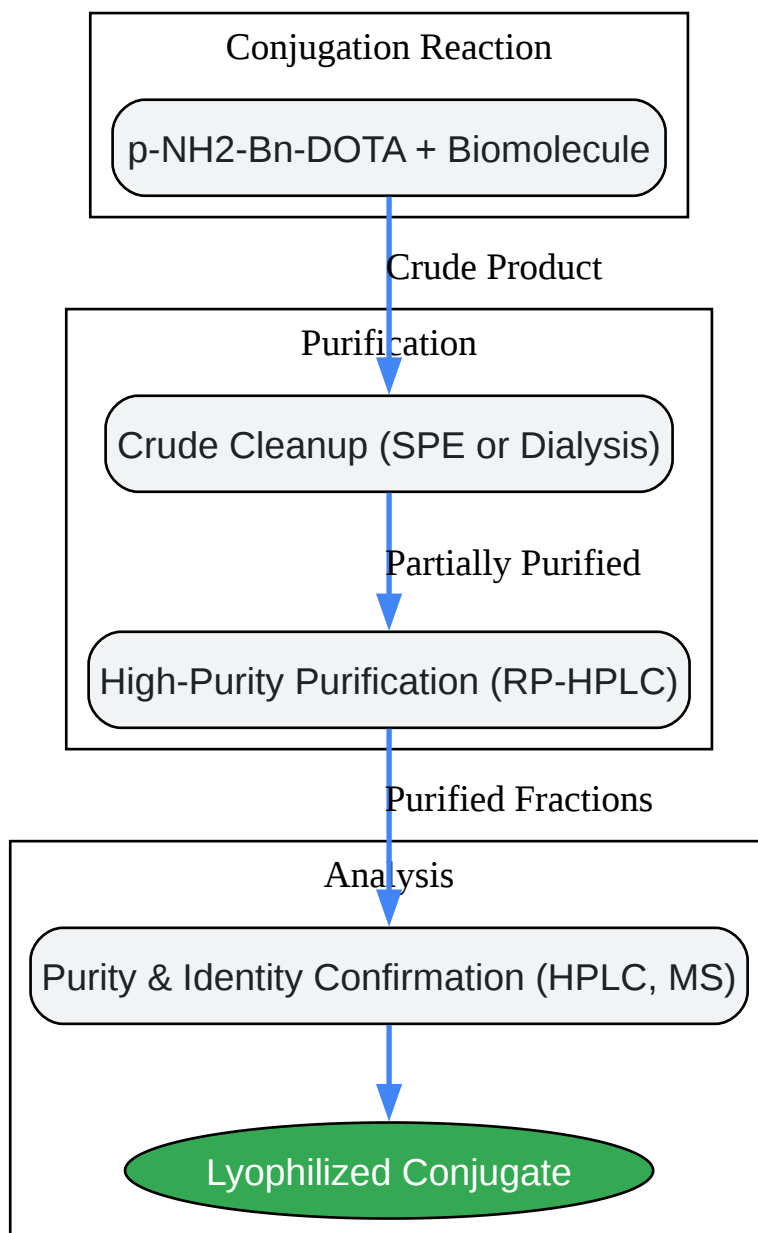 Conjugation Reaction
p-NH2-Bn-DOTA + Biomolecule
Crude Product
Purification
Crude Cleanup (SPE or Dialysis)
Partially Purified
High-Purity Purification (RP-HPLC)
Purified Fractions
Analysis
Purity & Identity Confirmation (HPLC, MS)
Lyophilized Conjugate